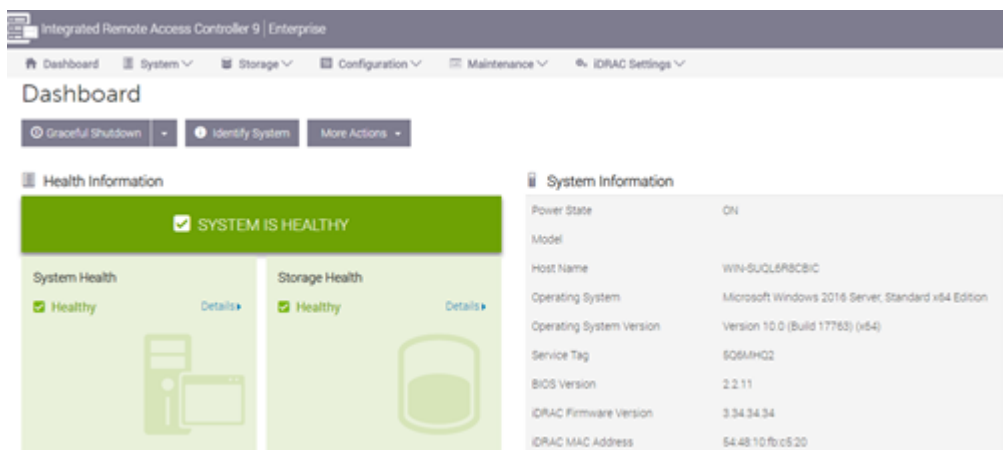 Integrated Remote Access Controller 9 | Enterprise
Dashboard System Storage Configuration Maintenance iDRAC Settings
Dashboard
Graceful Shutdown Identify System More Actions
Health Information
SYSTEM IS HEALTHY
System Health
Healthy Details
Storage Health
Healthy Details
System Information
Power State ON
Model
Host Name WIN-SUQL6R8CBIC
Operating System Microsoft Windows 2016 Server, Standard x64 Edition
Operating System Version Version 10.0 (Build 17763) (x64)
Service Tag 5Q6MHQ2
BIOS Version 2.2.11
iDRAC Firmware Version 3.34.34.34
iDRAC MAC Address 54:48:10:fb:c5:20